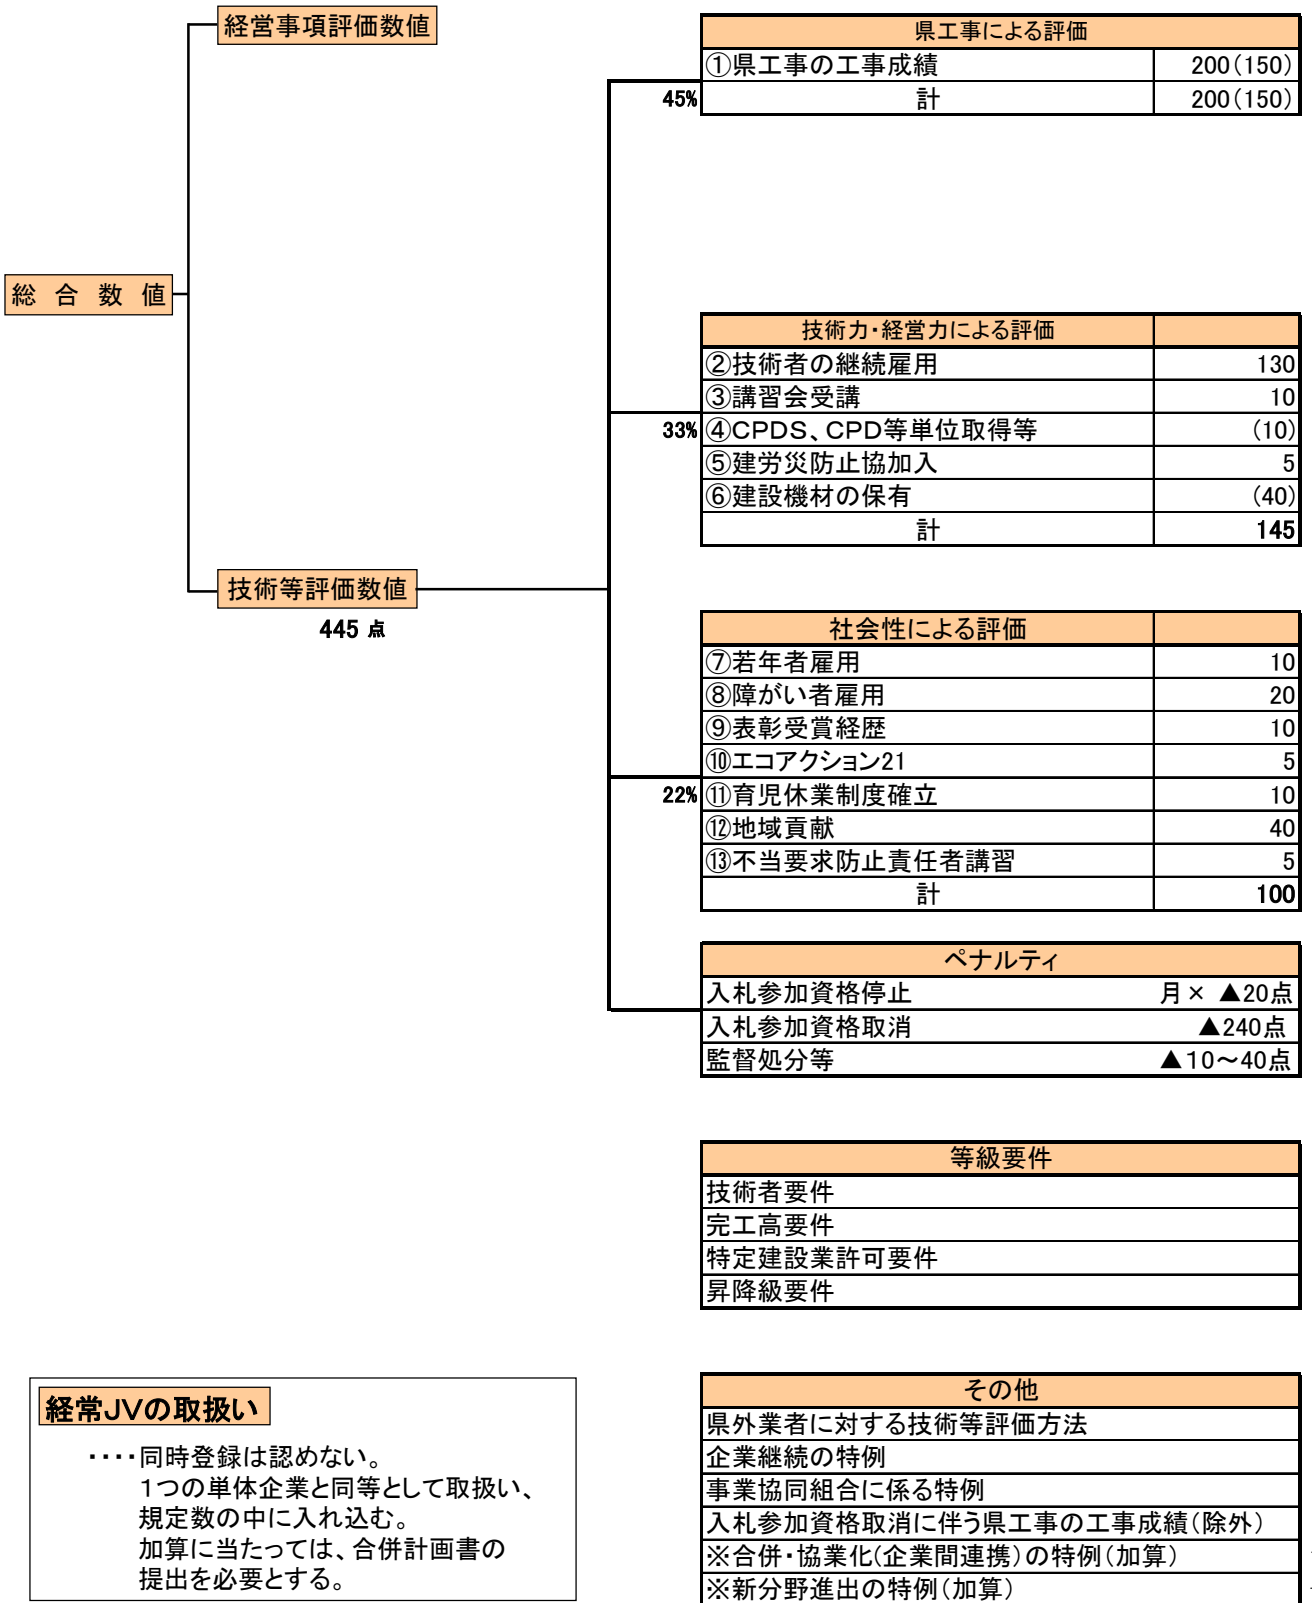 経営事項評価数値
県工事による評価
①県工事の工事成績 200(150)
45% 計 200(150)
総 合 数 値
技術力・経営力による評価
②技術者の継続雇用 130
③講習会受講 10
33% ④CPDS、CPD等単位取得等 (10)
⑤建労災防止協加入 5
⑥建設機材の保有 (40)
計 145
技術等評価数値
445 点
社会性による評価
⑦若年者雇用 10
⑧障がい者雇用 20
⑨表彰受賞経歴 10
⑩エコアクション21 5
22% ⑪育児休業制度確立 10
⑫地域貢献 40
⑬不当要求防止責任者講習 5
計 100
ペナルティ
入札参加資格停止 月× ▲20点
入札参加資格取消 ▲240点
監督処分等 ▲10～40点
等級要件
技術者要件
完工高要件
特定建設業許可要件
昇降級要件
経常JVの取扱い
‥‥同時登録は認めない。
1つの単体企業と同等として取扱い、
規定数の中に入れ込む。
加算に当たっては、合併計画書の
提出を必要とする。
その他
県外業者に対する技術等評価方法
企業継続の特例
事業協同組合に係る特例
入札参加資格取消に伴う県工事の工事成績(除外)
※合併・協業化(企業間連携)の特例(加算)
※新分野進出の特例(加算)